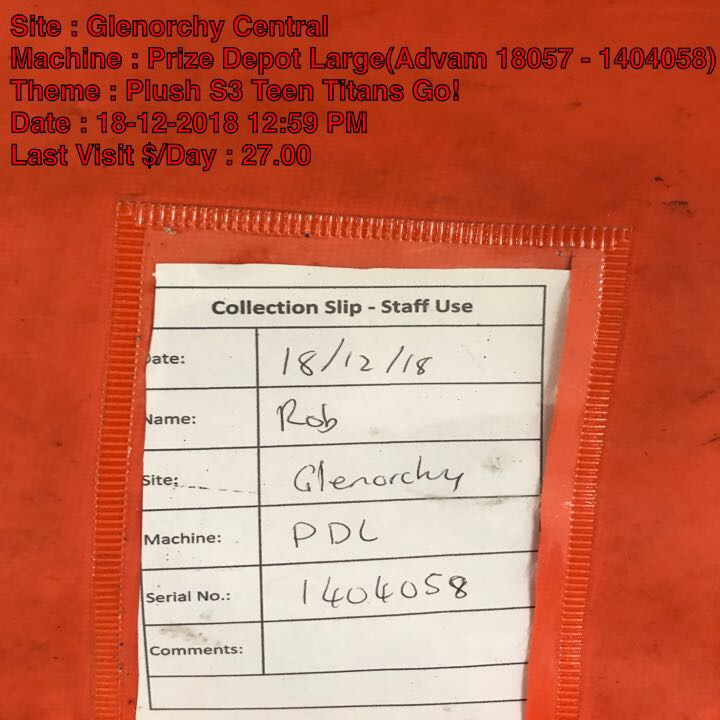 Site : Glenorchy Central
Machine : Prize Depot Large(Advam 18057 - 1404058)
Theme : Plush S3 Teen Titans Go!
Date : 18-12-2018 12:59 PM
Last Visit $/Day : 27.00
Collection Slip - Staff Use
Date: 18/12/18
Name: Rob
Site: Glenorchy
Machine: PDL
Serial No.: 1404058
Comments: